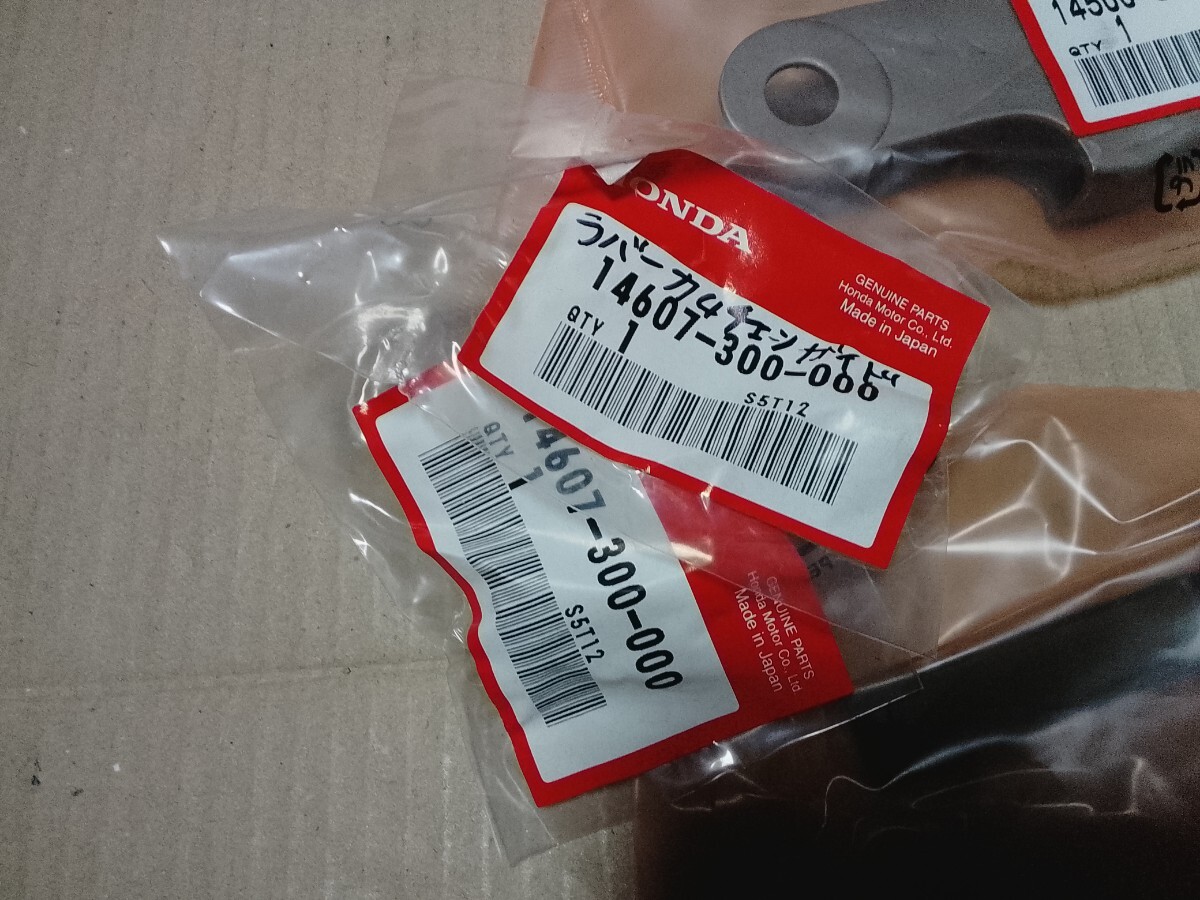 14500
QTY
1
HONDA
GENUINE PARTS
Honda Motor Co., Ltd.
Made in Japan
ラバーカムチェンガイド
14607-300-000
QTY
1
S5T12
14607-300-000
QTY
1
S5T12
GENUINE PARTS
Honda Motor Co., Ltd.
Made in Japan